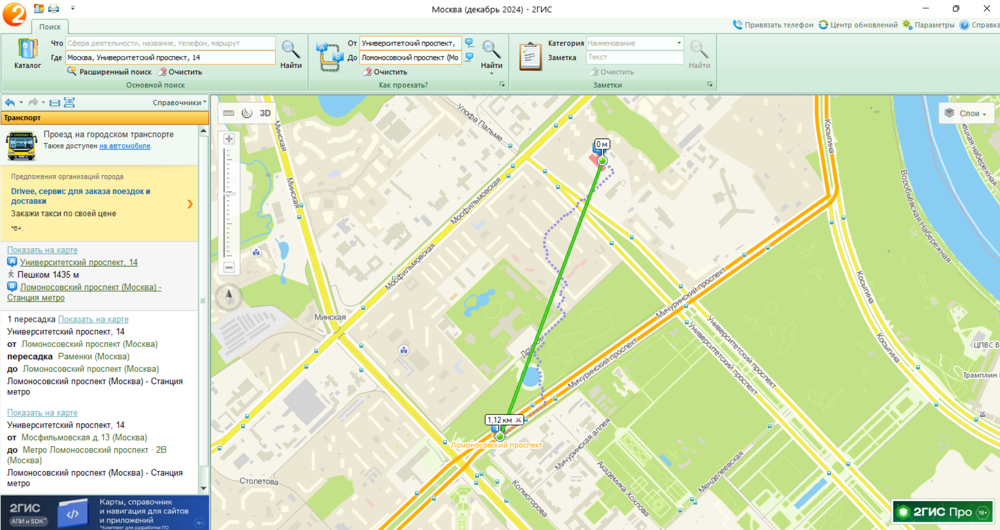 Москва (декабрь 2024) - 2ГИС
Поиск
Привязать телефон
Центр обновлений
Параметры
Справка
Каталог
Что
Сфера деятельности, название, телефон, маршрут
Где
Москва, Университетский проспект, 14
Расширенный поиск
Очистить
Найти
Основной поиск
От
Университетский проспект,
До
Ломоносовский проспект (Мо
Очистить
Найти
Как проехать?
Категория
Наименование
Заметка
Текст
Очистить
Найти
Заметки
Справочники
Транспорт
Проезд на городском транспорте
Также доступен на автомобиле.
Предложения организаций города
Drivee, сервис для заказа поездок и
доставки
Закажи такси по своей цене
*6+.
Показать на карте
A Университетский проспект, 14
Пешком 1435 м
B Ломоносовский проспект (Москва) -
Станция метро
1 пересадка Показать на карте
Университетский проспект, 14
от Ломоносовский проспект (Москва)
пересадка Раменки (Москва)
до Ломоносовский проспект (Москва)
Ломоносовский проспект (Москва) - Станция
метро
Показать на карте
Университетский проспект, 14
от Мосфильмовская д.13 (Москва)
до Метро Ломоносовский проспект · 2В
(Москва)
Ломоносовский проспект (Москва) - Станция
метро
2ГИС
АПИ и SDK*
Карты, справочник
и навигация для сайтов
и приложений
*Комплект для разработки ПО
18+
3D
Слои
Улофа Пальме
Минская
Минская
Косыгина
0 м
Мосфильмовская
Мосфильмовская
Воробьёвская Набережная
Мичуринский проспект
Косыгина
Минская
Университетский проспект
Университетский проспект
Косыгина
ЦПВС В
Дружбы
Мичуринский проспект
Трамплин
1,12 км
Ломоносовский проспект
Мичуринская аллея
Академика Хохлова
Менделеевская
Столетова
Колмогорова
2ГИС Про 18+